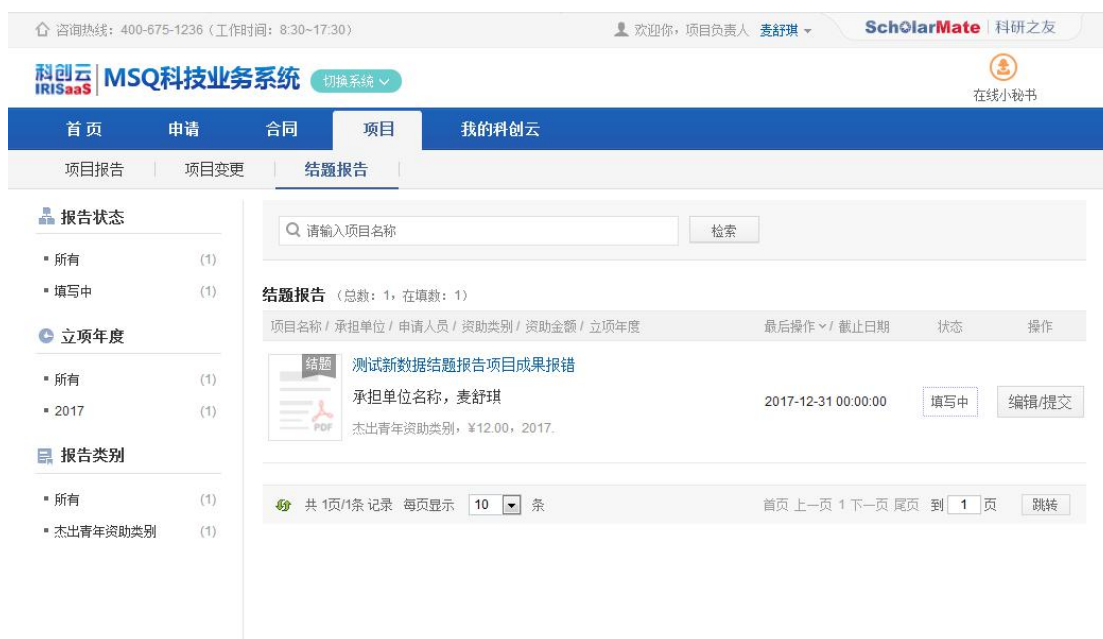 咨询热线：400-675-1236（工作时间：8:30~17:30）
欢迎你，项目负责人 麦舒琪
SchOlarMate 科研之友
科创云 IRISaaS MSQ科技业务系统 切换系统
在线小秘书
首页 申请 合同 项目 我的科创云
项目报告 项目变更 结题报告
报告状态
所有 (1)
填写中 (1)
立项年度
所有 (1)
2017 (1)
报告类别
所有 (1)
杰出青年资助类别 (1)
请输入项目名称 检索
结题报告 （总数：1，在填数：1）
项目名称 / 承担单位 / 申请人员 / 资助类别 / 资助金额 / 立项年度 最后操作 / 截止日期 状态 操作
结题 PDF
测试新数据结题报告项目成果报错
承担单位名称，麦舒琪 2017-12-31 00:00:00 填写中 编辑/提交
杰出青年资助类别，¥12.00，2017.
共 1页/1条 记录 每页显示 10 条 首页 上一页 1 下一页 尾页 到 1 页 跳转